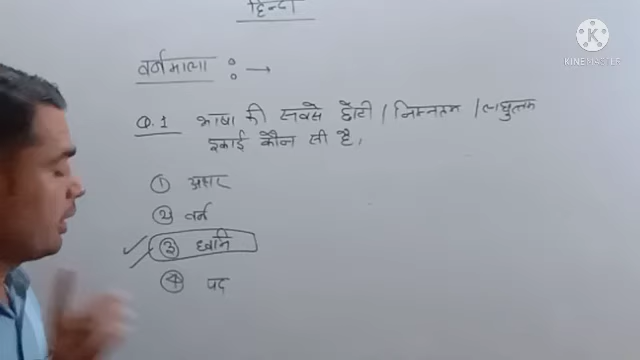 हिन्दी
KINEMASTER
वर्णमाला :→
Q.1 भाषा की सबसे छोटी / निम्नतम / लघुत्तम
इकाई कौन सी है,
① अक्षर
② वर्न
③ ध्वनि
④ पद